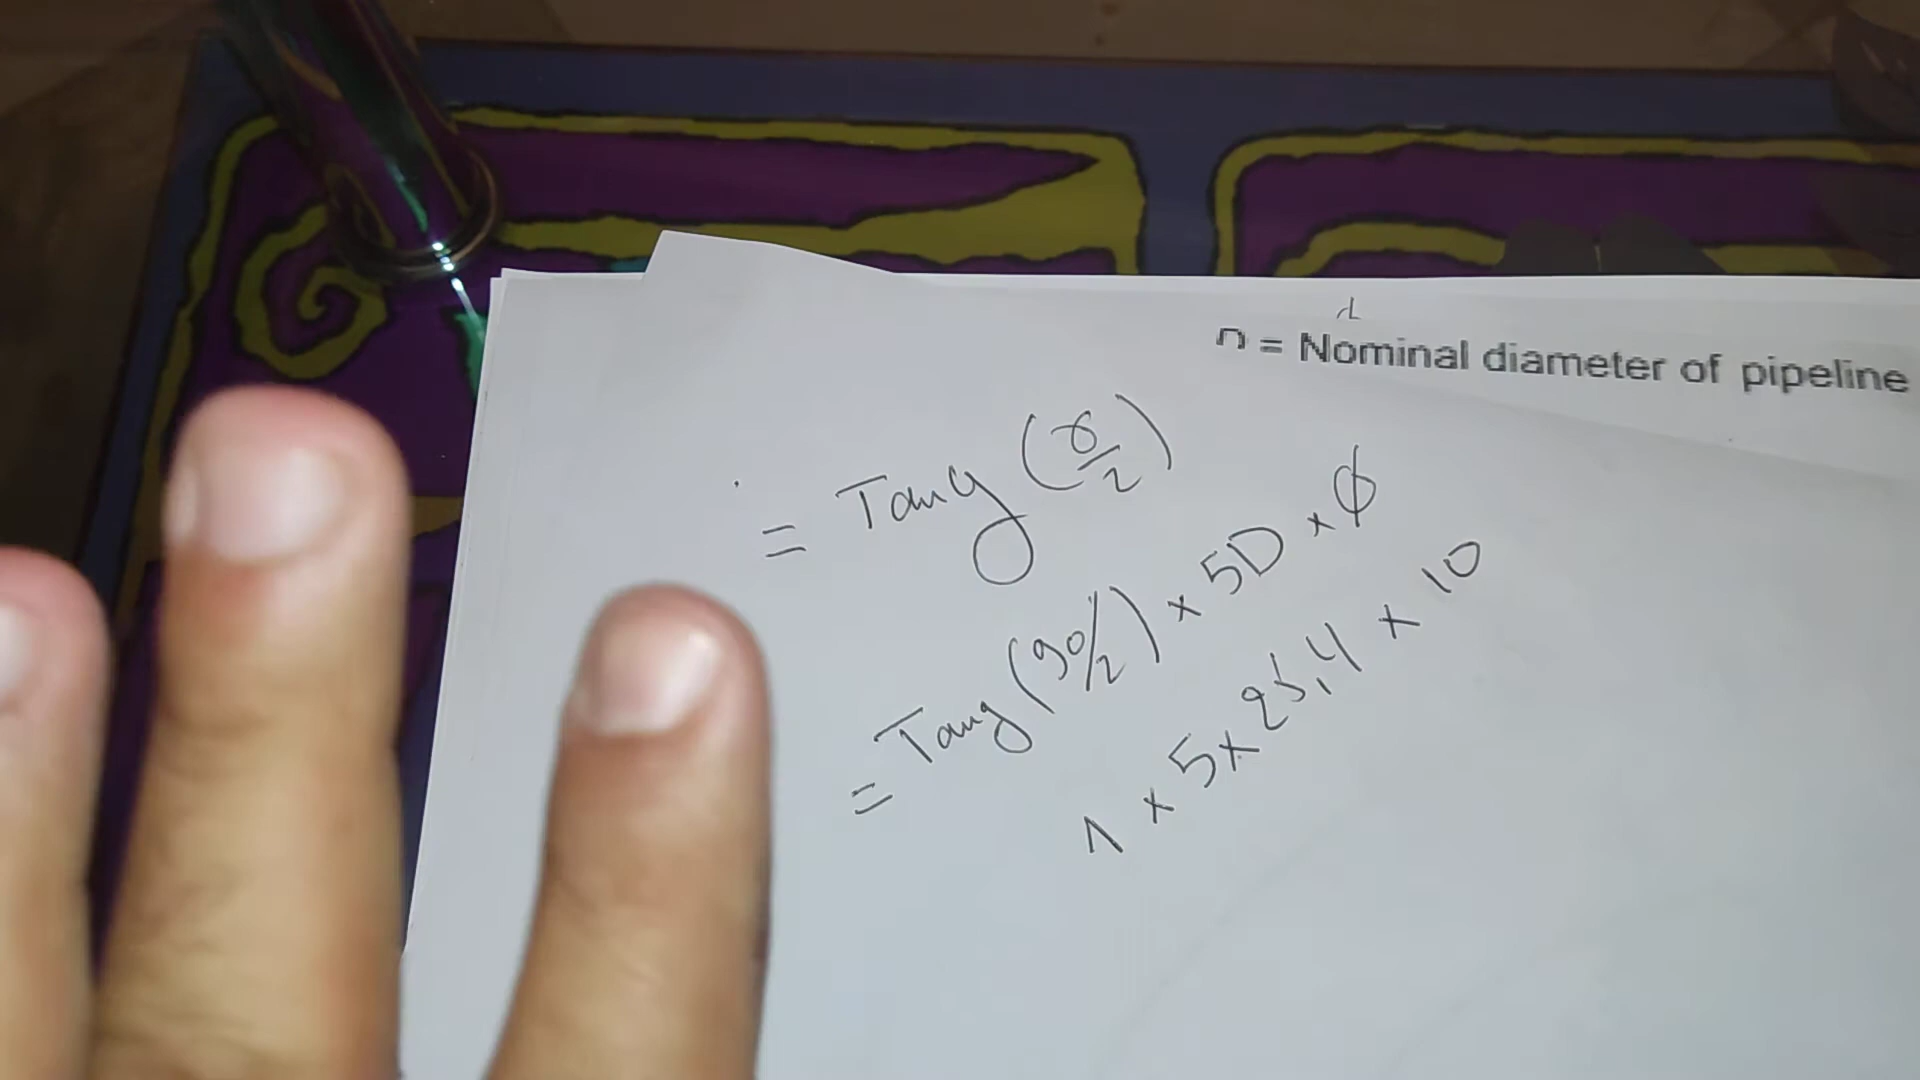 = Nominal diameter of pipeline
= Tang (γ/2)
= Tang (90/2) × 5D × ϕ
1 × 5 × 25,4 × 10